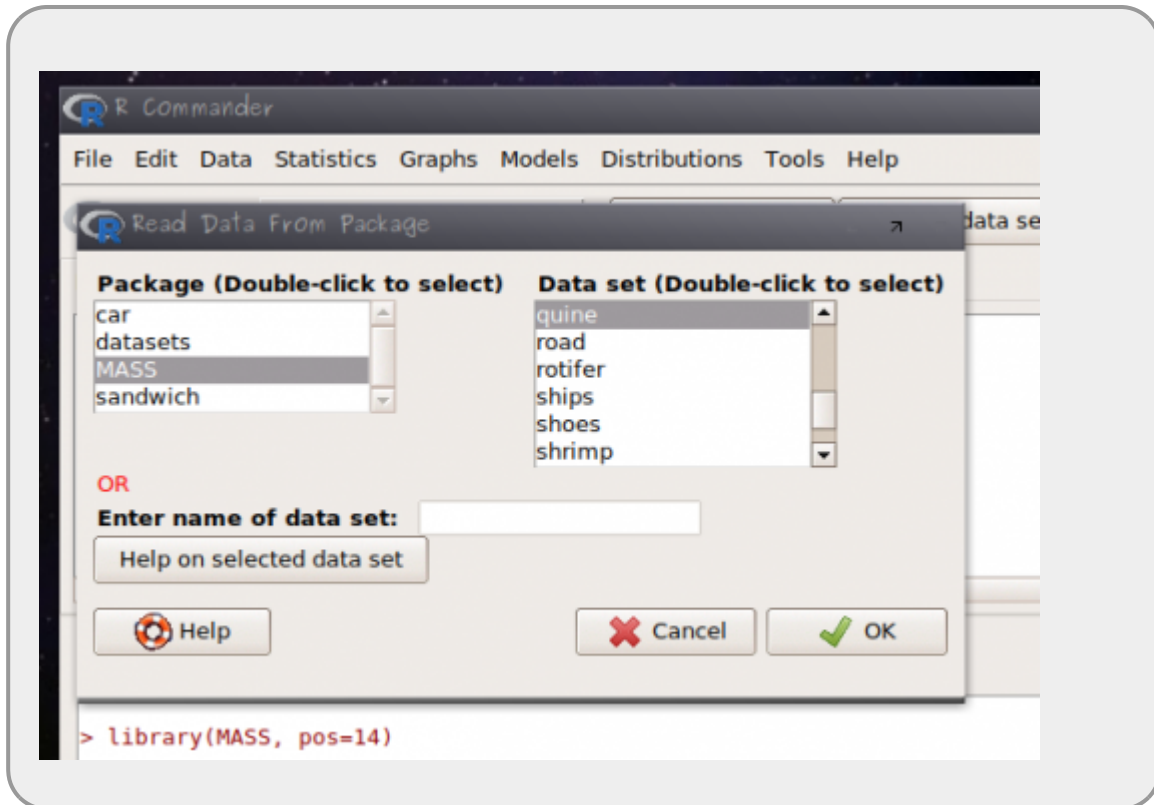 R Commander
File Edit Data Statistics Graphs Models Distributions Tools Help
data se
Read Data From Package
Package (Double-click to select) Data set (Double-click to select)
car
datasets
MASS
sandwich
quine
road
rotifer
ships
shoes
shrimp
OR
Enter name of data set:
Help on selected data set
Help Cancel OK
> library(MASS, pos=14)